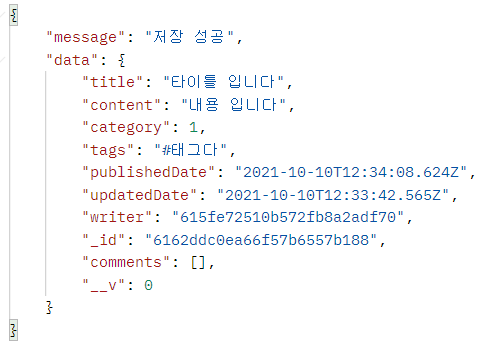 {
"message": "저장 성공",
"data": {
"title": "타이틀 입니다",
"content": "내용 입니다",
"category": 1,
"tags": "#태그다",
"publishedDate": "2021-10-10T12:34:08.624Z",
"updatedDate": "2021-10-10T12:33:42.565Z",
"writer": "615fe72510b572fb8a2adf70",
"_id": "6162ddc0ea66f57b6557b188",
"comments": [],
"__v": 0
}
}